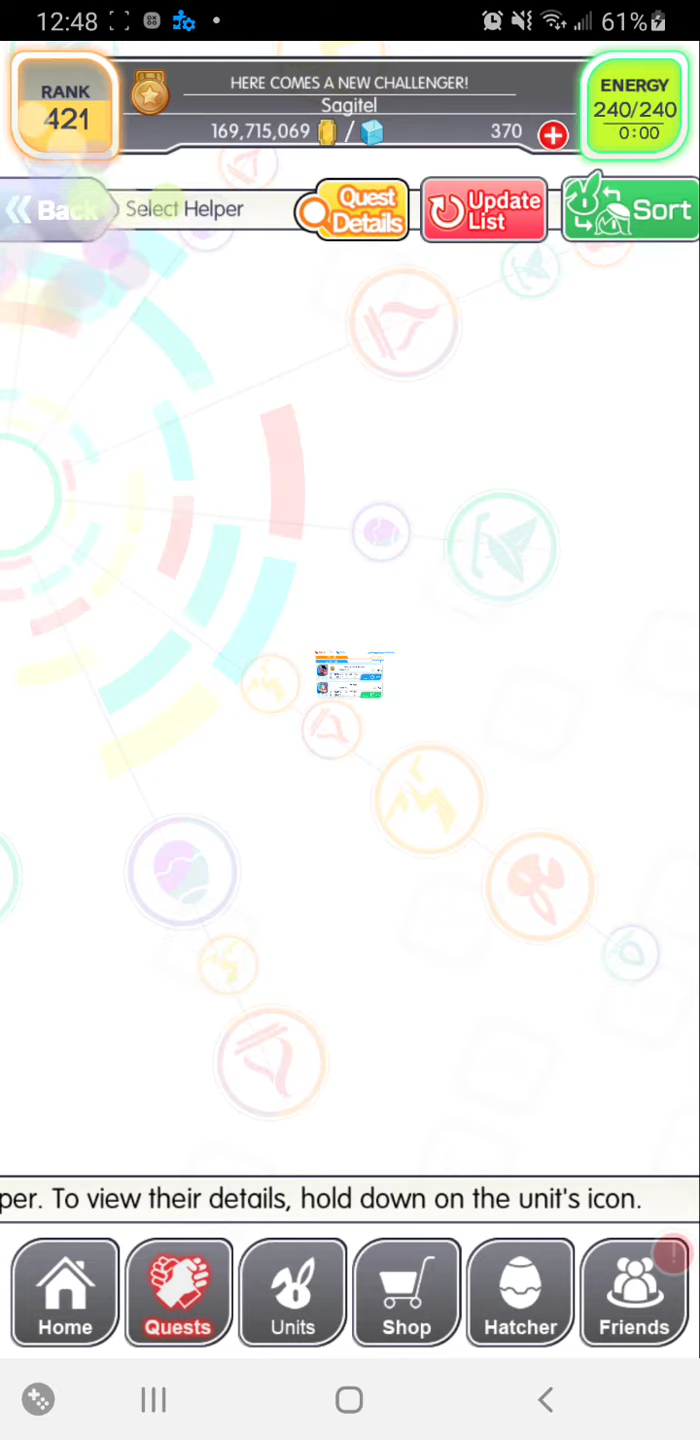 12:48 61%
RANK
421
HERE COMES A NEW CHALLENGER!
Sagitel
169,715,069 / 370
ENERGY
240/240
0:00
Back
Select Helper
Quest Details
Update List
Sort
per. To view their details, hold down on the unit's icon.
Home
Quests
Units
Shop
Hatcher
Friends